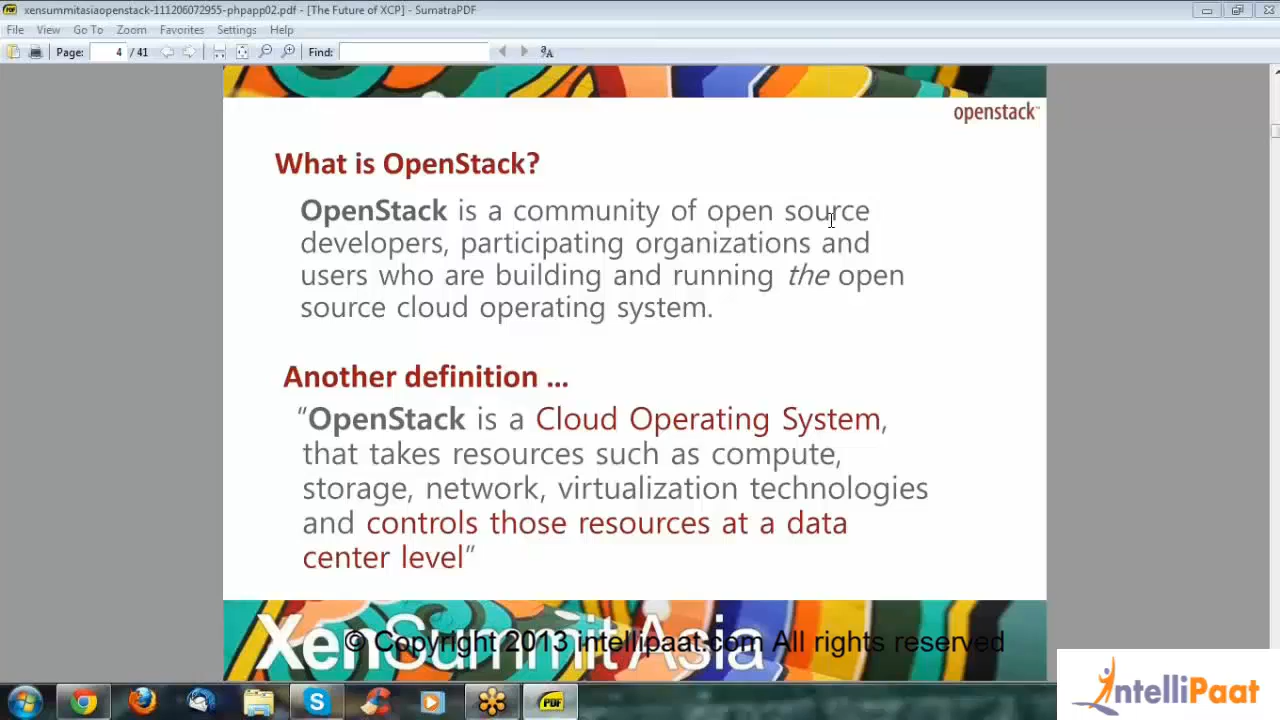 xensummitasiaopenstack-111206072955-phpapp02.pdf - [The Future of XCP] - SumatraPDF
File View Go To Zoom Favorites Settings Help
Page: 4 / 41 Find:
openstack™
What is OpenStack?
OpenStack is a community of open source
developers, participating organizations and
users who are building and running the open
source cloud operating system.
Another definition ...
“OpenStack is a Cloud Operating System,
that takes resources such as compute,
storage, network, virtualization technologies
and controls those resources at a data
center level”
XenSummit Asia
© Copyright 2013 intellipaat.com All rights reserved
PDF
IntelliPaat